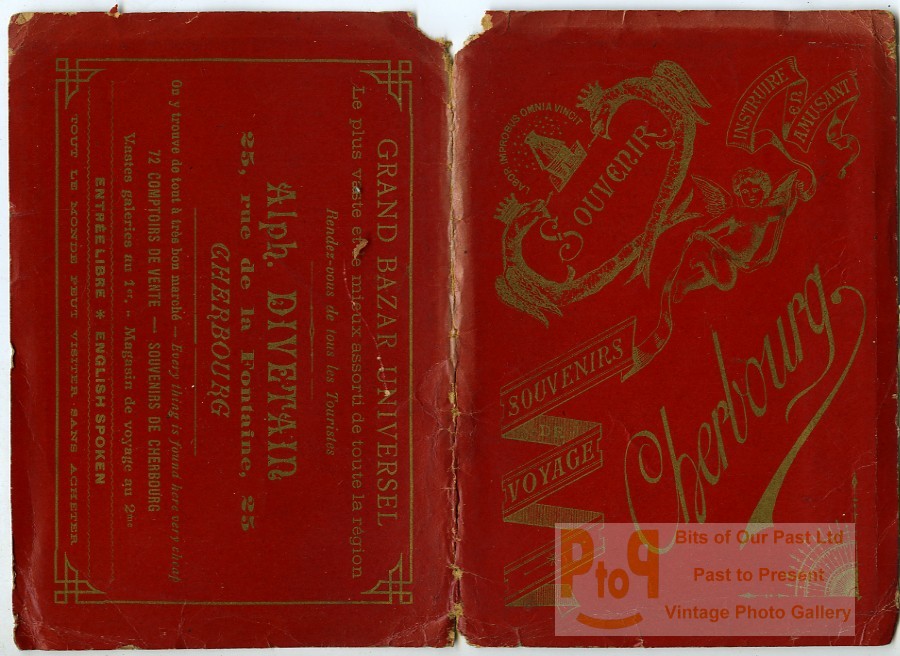 GRAND BAZAR UNIVERSEL
Le plus vaste et le mieux assorti de toute la région
Rendez-vous de tous les Touristes
Alph. DIVETAIN
25, rue de la Fontaine, 25
CHERBOURG
On y trouve de tout à très bon marché — Every thing is found here very cheap
72 COMPTOIRS DE VENTE — SOUVENIRS DE CHERBOURG
Vastes galeries au 1er, - Magasin de voyage au 2me
ENTRÉE LIBRE * ENGLISH SPOKEN
TOUT LE MONDE PEUT VISITER SANS ACHETER
LABOR IMPROBUS OMNIA VINCIT
SOUVENIR
INSTRUIRE
EN
AMUSANT
SOUVENIRS
DE
VOYAGE
Cherbourg
PtoP
Bits of Our Past Ltd
Past to Present
Vintage Photo Gallery